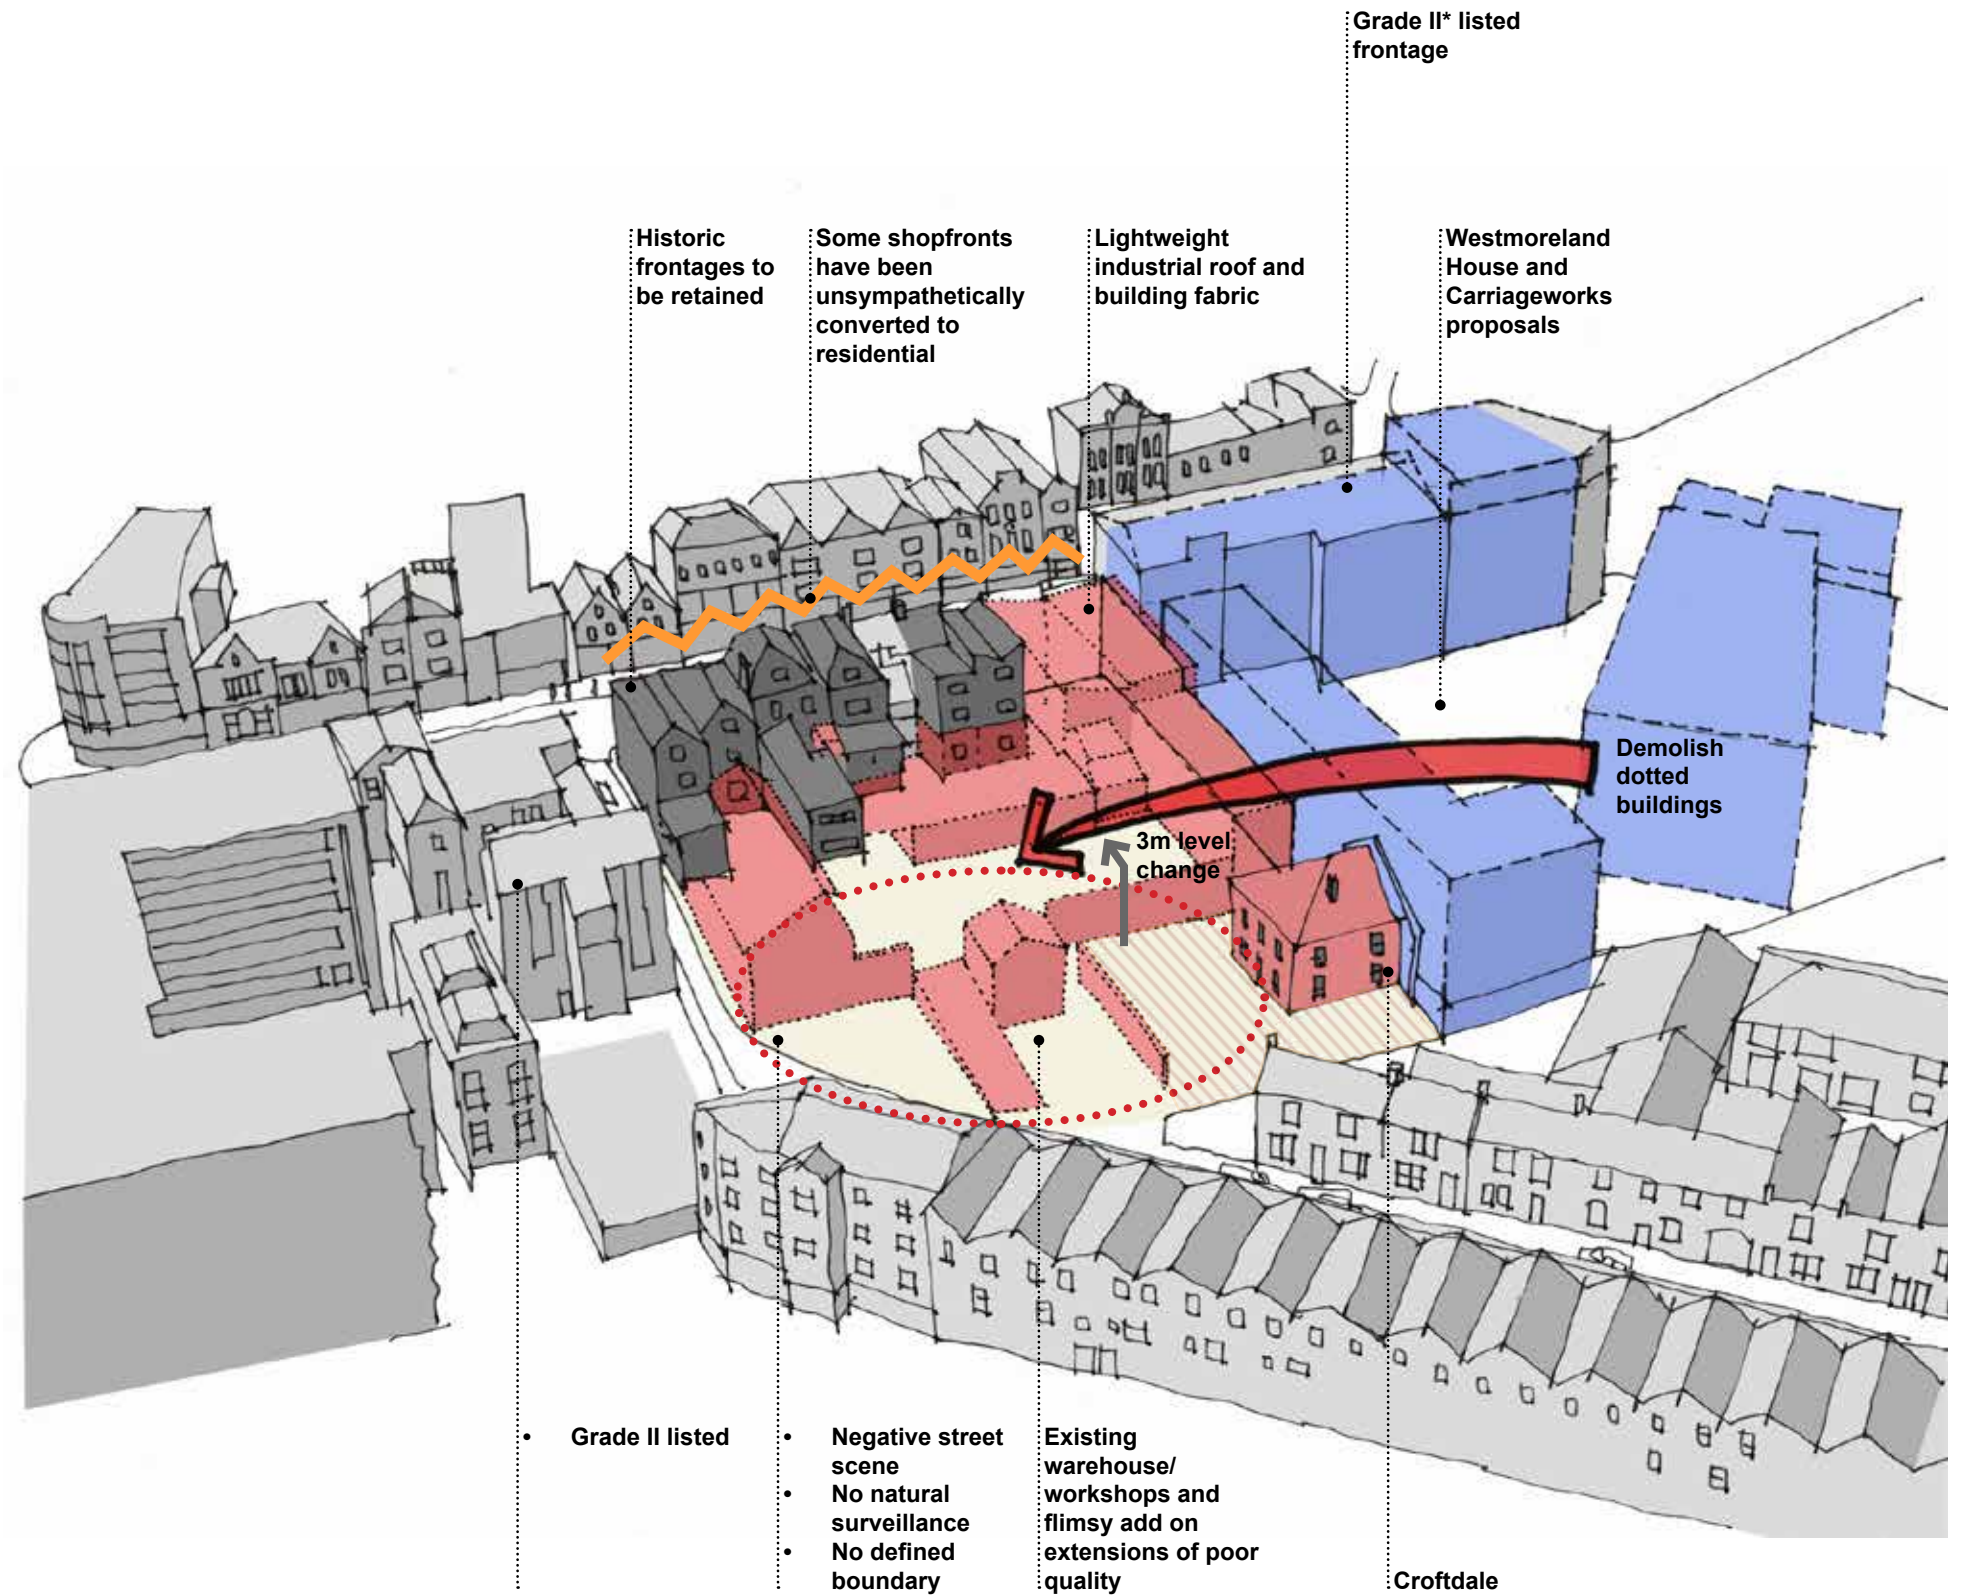 Grade II* listed
frontage
Historic
frontages to
be retained
Some shopfronts
have been
unsympathetically
converted to
residential
Lightweight
industrial roof and
building fabric
Westmoreland
House and
Carriageworks
proposals
Demolish
dotted
buildings
3m level
change
• Grade II listed
• Negative street
scene
• No natural
surveillance
• No defined
boundary
Existing
warehouse/
workshops and
flimsy add on
extensions of poor
quality
Croftdale